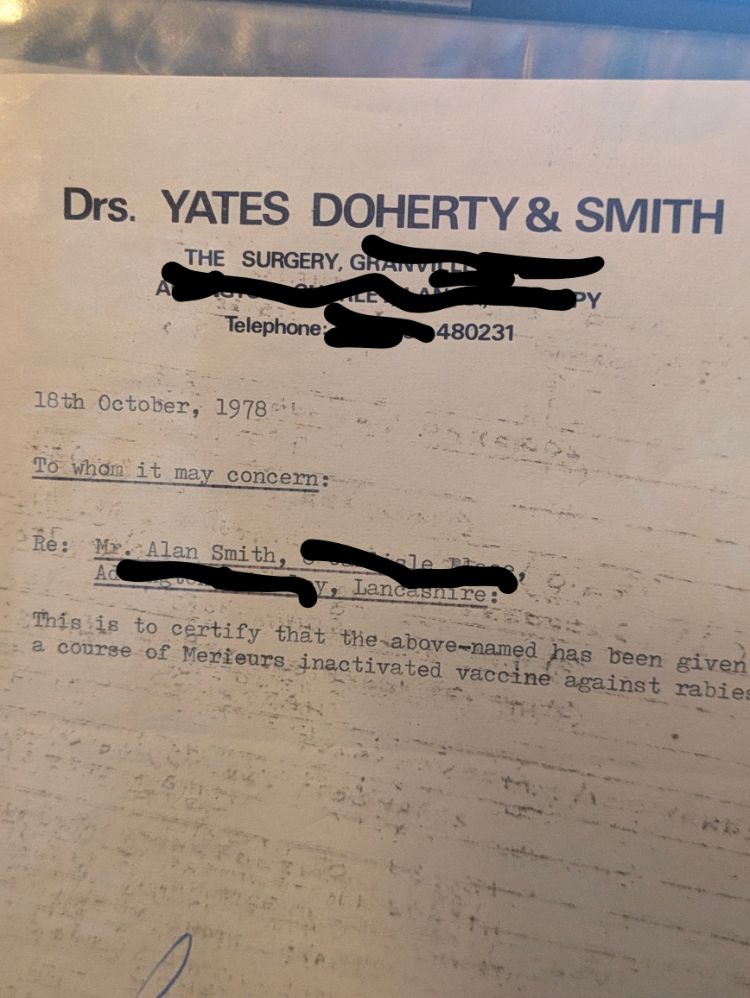 Drs. YATES DOHERTY & SMITH
THE SURGERY,
Telephone: 480231
18th October, 1978
To whom it may concern:
Re: Mr. Alan Smith,
Lancashire:
This is to certify that the above-named has been given
a course of Merieurs inactivated vaccine against rabies